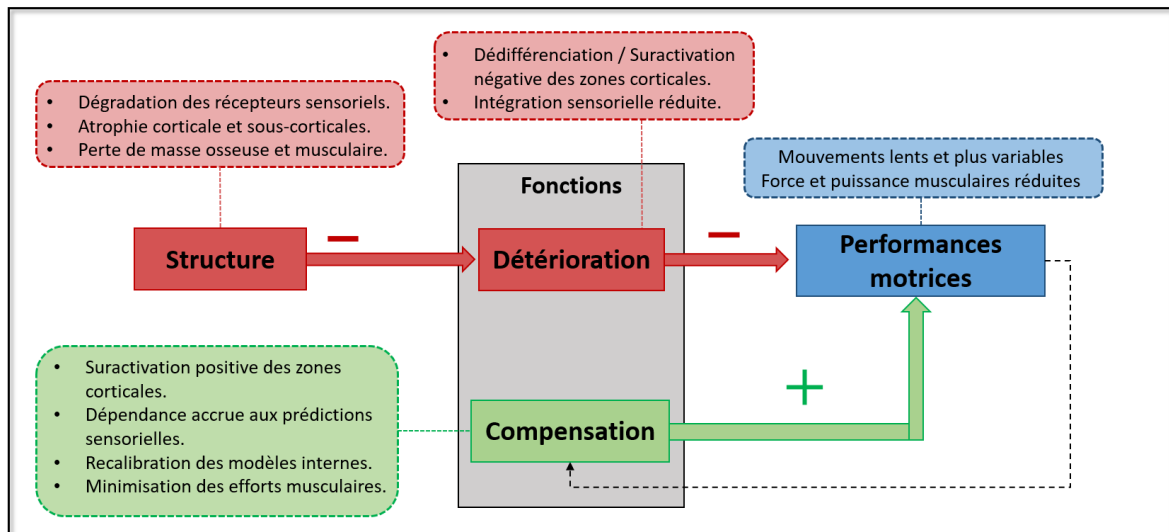 • Dédifférenciation / Suractivation
négative des zones corticales.
• Intégration sensorielle réduite.
• Dégradation des récepteurs sensoriels.
• Atrophie corticale et sous-corticales.
• Perte de masse osseuse et musculaire.
Mouvements lents et plus variables
Force et puissance musculaires réduites
Fonctions
Structure
−
Détérioration
−
Performances
motrices
• Suractivation positive des zones
corticales.
• Dépendance accrue aux prédictions
sensorielles.
• Recalibration des modèles internes.
• Minimisation des efforts musculaires.
Compensation
+